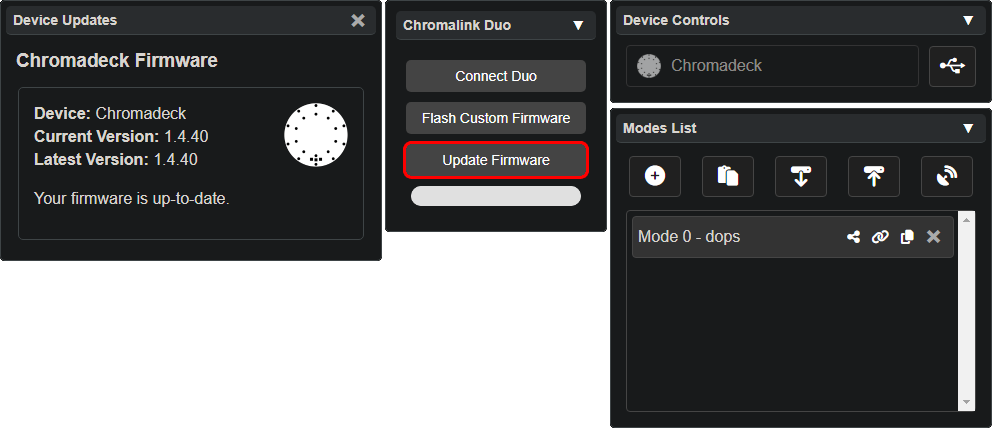 Device Updates
Chromadeck Firmware
Device: Chromadeck
Current Version: 1.4.40
Latest Version: 1.4.40
Your firmware is up-to-date.
Chromalink Duo
Connect Duo
Flash Custom Firmware
Update Firmware
Device Controls
Chromadeck
Modes List
Mode 0 - dops